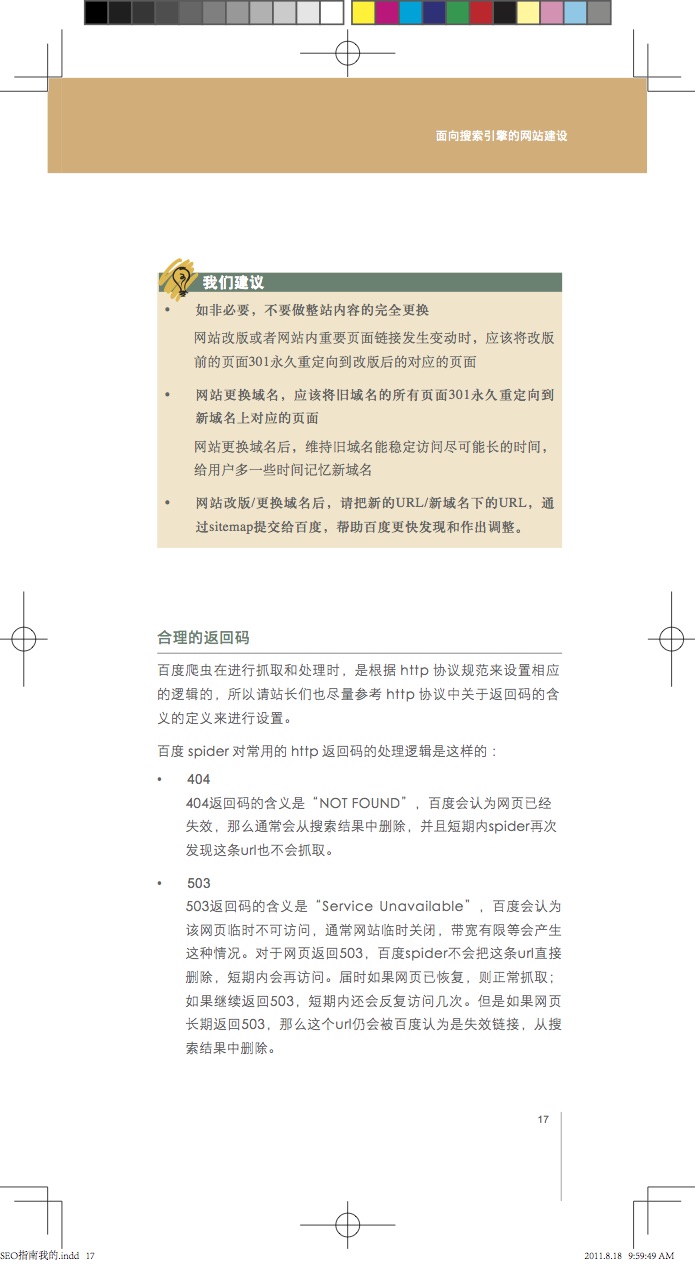 面向搜索引擎的网站建设
我们建议
• 如非必要，不要做整站内容的完全更换
网站改版或者网站内重要页面链接发生变动时，应该将改版
前的页面301永久重定向到改版后的对应的页面
• 网站更换域名，应该将旧域名的所有页面301永久重定向到
新域名上对应的页面
网站更换域名后，维持旧域名能稳定访问尽可能长的时间，
给用户多一些时间记忆新域名
• 网站改版/更换域名后，请把新的URL/新域名下的URL，通
过sitemap提交给百度，帮助百度更快发现和作出调整。
合理的返回码
百度爬虫在进行抓取和处理时，是根据 http 协议规范来设置相应
的逻辑的，所以请站长们也尽量参考 http 协议中关于返回码的含
义的定义来进行设置。
百度 spider 对常用的 http 返回码的处理逻辑是这样的：
• 404
404返回码的含义是“NOT FOUND”，百度会认为网页已经
失效，那么通常会从搜索结果中删除，并且短期内spider再次
发现这条url也不会抓取。
• 503
503返回码的含义是“Service Unavailable”，百度会认为
该网页临时不可访问，通常网站临时关闭，带宽有限等会产生
这种情况。对于网页返回503，百度spider不会把这条url直接
删除，短期内会再访问。届时如果网页已恢复，则正常抓取；
如果继续返回503，短期内还会反复访问几次。但是如果网页
长期返回503，那么这个url仍会被百度认为是失效链接，从搜
索结果中删除。
17
SEO指南我的.indd 17
2011.8.18 9:59:49 AM